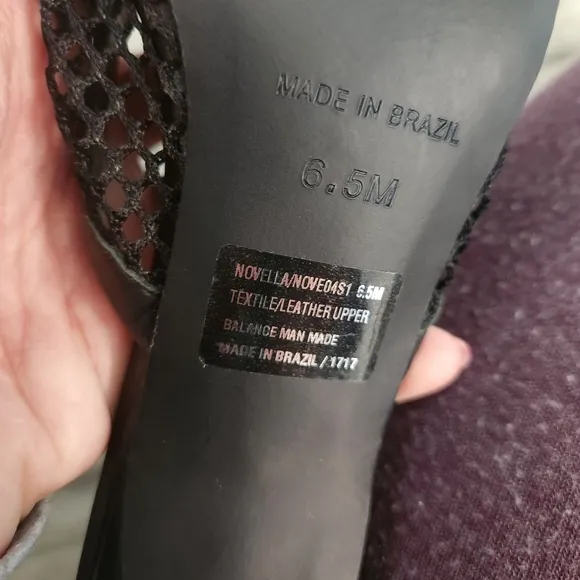 MADE IN BRAZIL
6.5M
NOVELLA/NOVE04S1 6.5M
TEXTILE/LEATHER UPPER
BALANCE MAN MADE
MADE IN BRAZIL / 1717